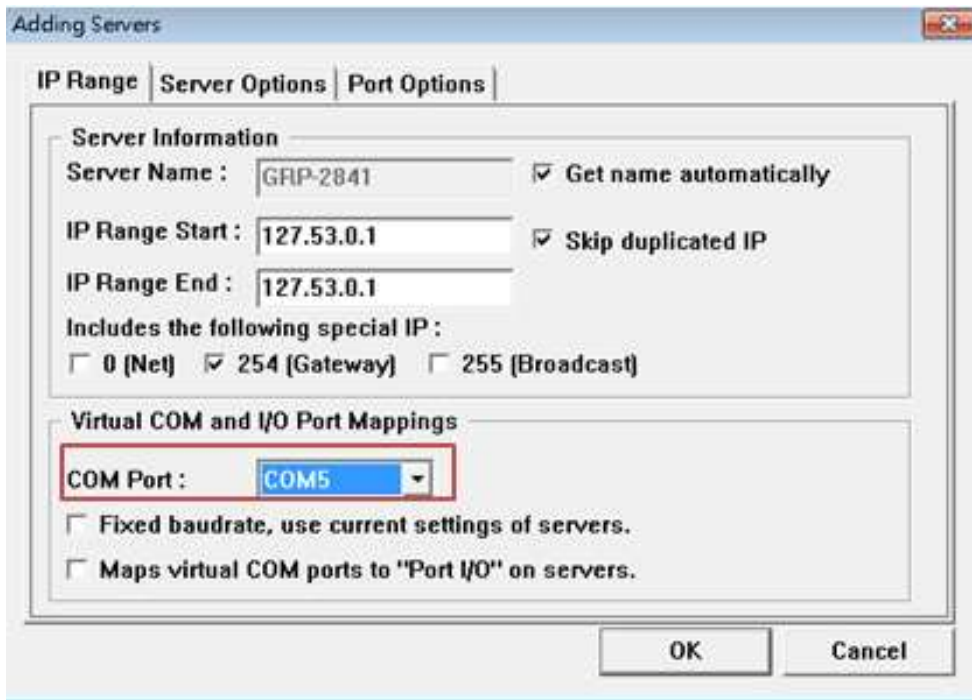 Adding Servers
IP Range Server Options Port Options
Server Information
Server Name : GRP-2841 Get name automatically
IP Range Start : 127.53.0.1 Skip duplicated IP
IP Range End : 127.53.0.1
Includes the following special IP :
0 (Net) 254 (Gateway) 255 (Broadcast)
Virtual COM and I/O Port Mappings
COM Port : COM5
Fixed baudrate, use current settings of servers.
Maps virtual COM ports to "Port I/O" on servers.
OK Cancel